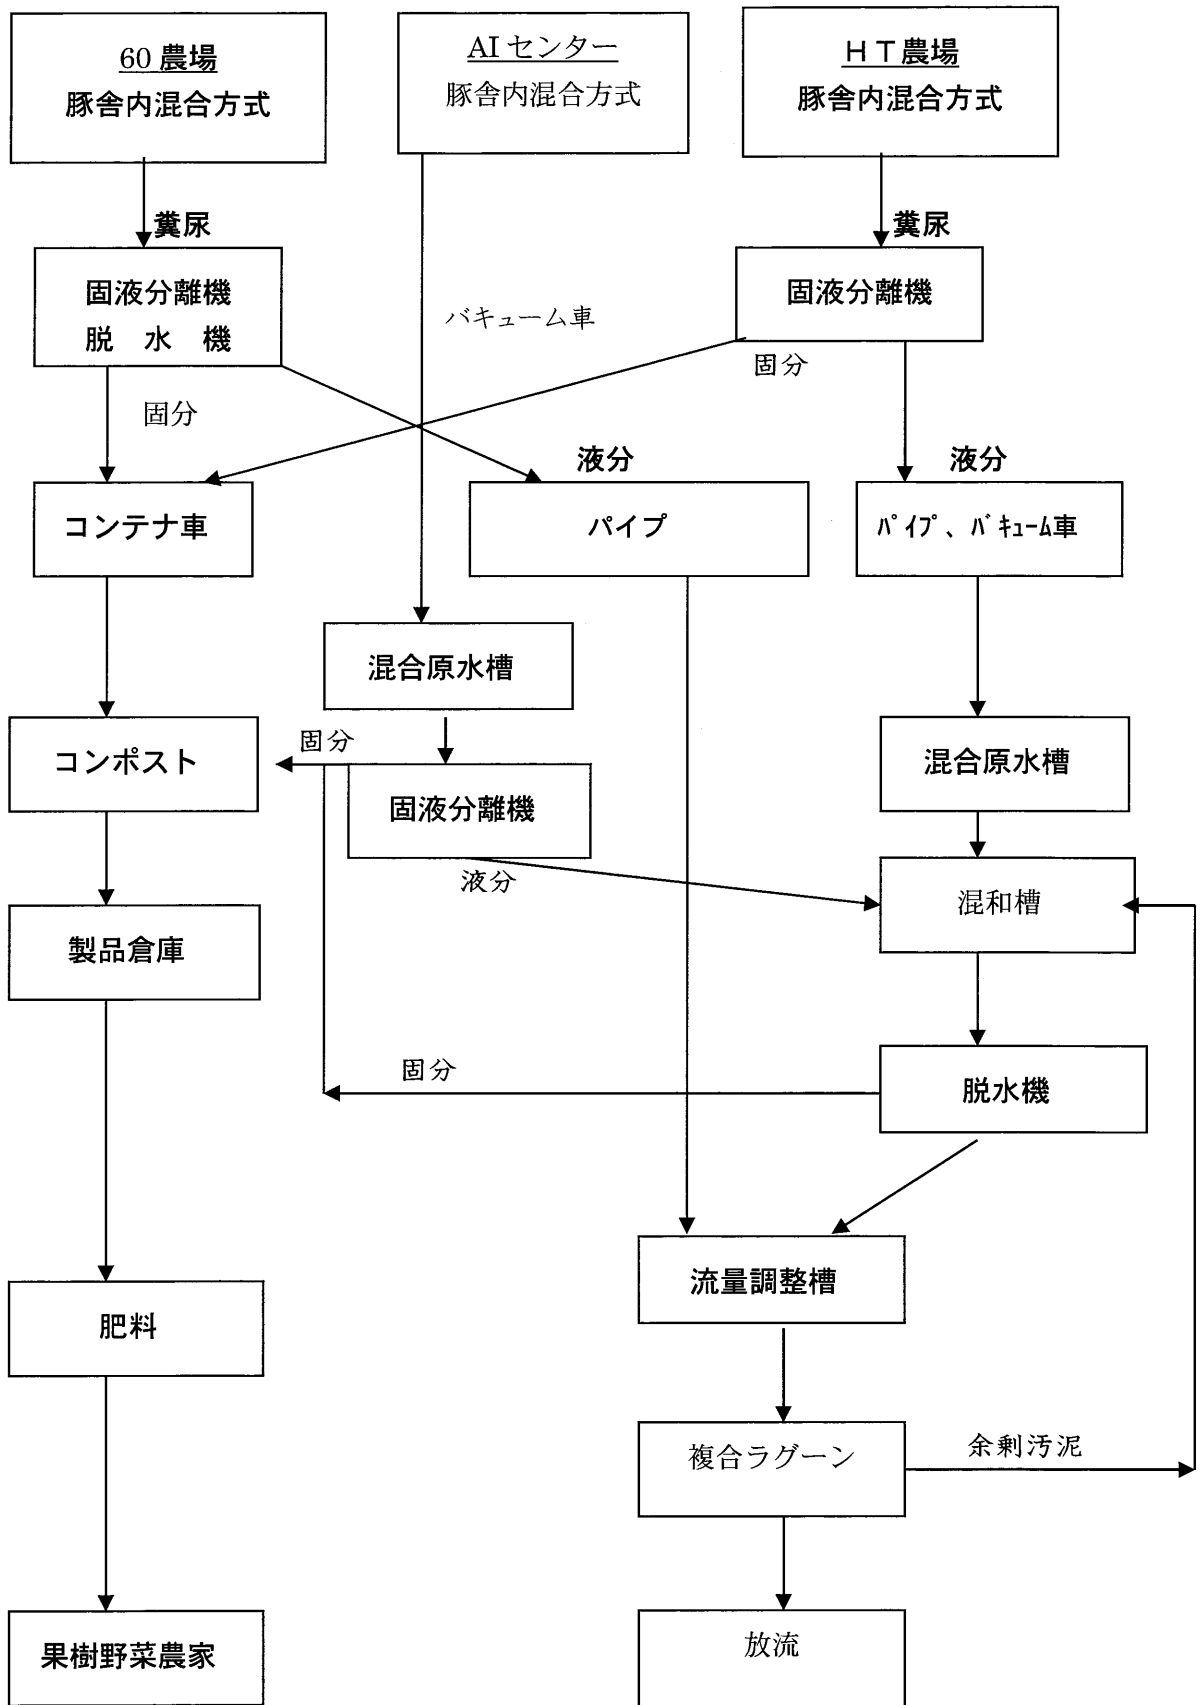 60 農場
豚舎内混合方式
AI センター
豚舎内混合方式
ＨＴ農場
豚舎内混合方式
糞尿
糞尿
固液分離機
脱　水　機
固液分離機
バキューム車
固分
固分
液分
液分
コンテナ車
パイプ
ﾊﾟｲﾌﾟ、ﾊﾞｷｭｰﾑ車
混合原水槽
コンポスト
固分
混合原水槽
固液分離機
液分
混和槽
製品倉庫
固分
脱水機
流量調整槽
肥料
複合ラグーン
余剰汚泥
果樹野菜農家
放流